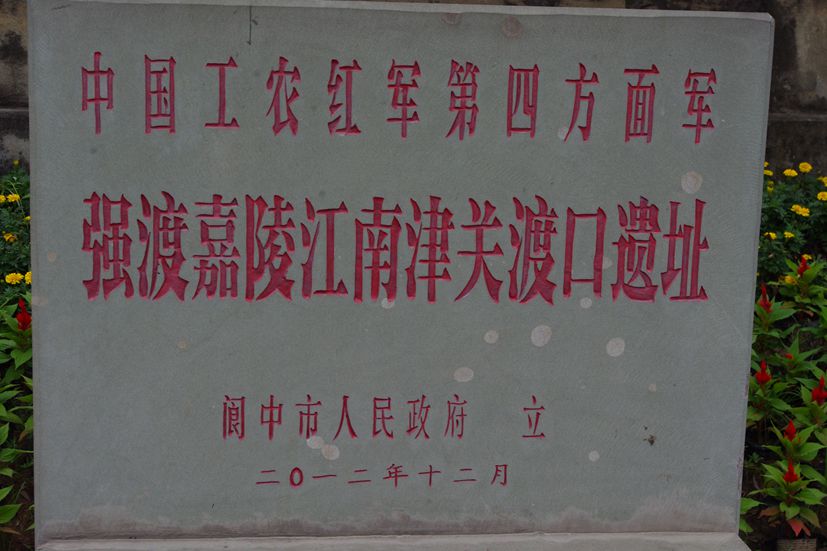 中国工农红军第四方面军
强渡嘉陵江南津关渡口遗址
阆中市人民政府 立
二〇一二年十二月